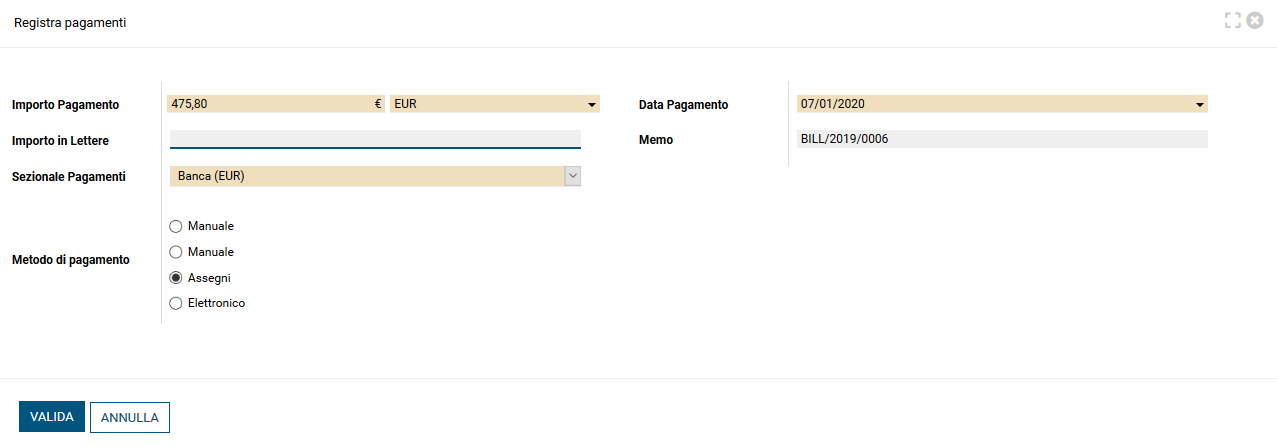 Registra pagamenti
Importo Pagamento 475,80 € EUR Data Pagamento 07/01/2020
Importo in Lettere Memo BILL/2019/0006
Sezionale Pagamenti Banca (EUR)
Metodo di pagamento
Manuale
Manuale
Assegni
Elettronico
VALIDA ANNULLA